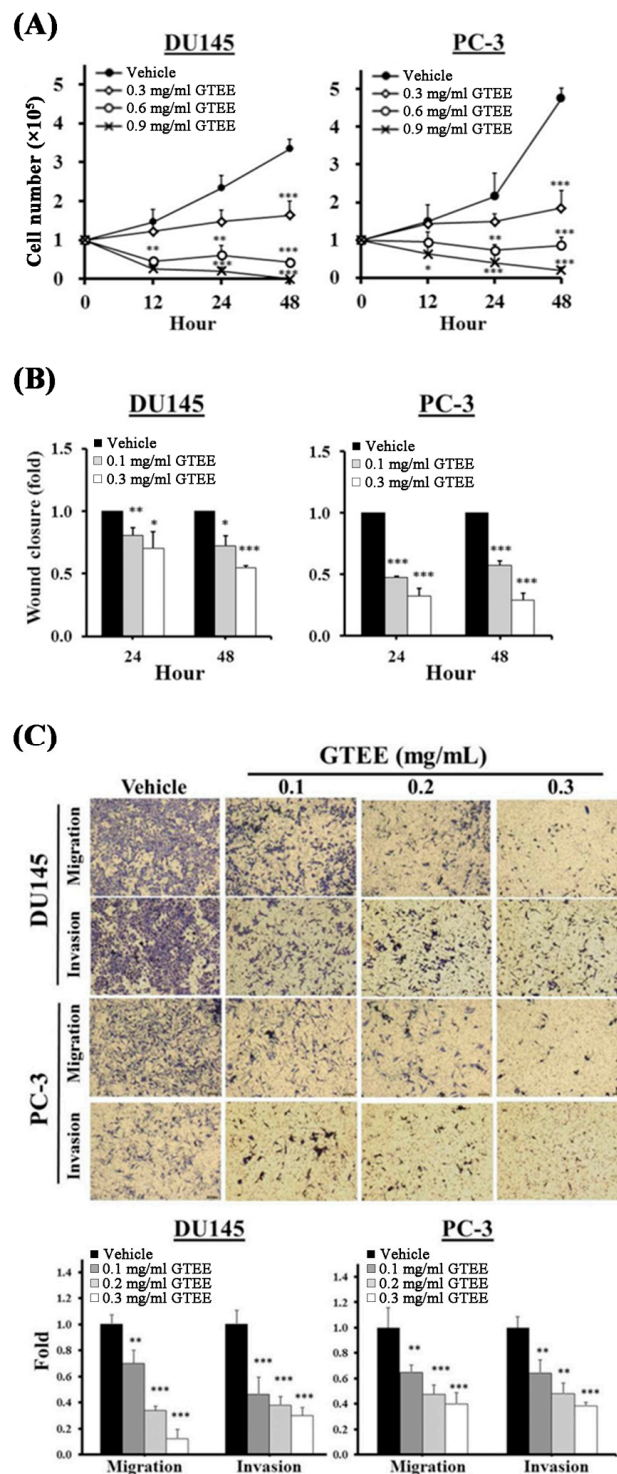 (A)
DU145
PC-3
Vehicle
0.3 mg/ml GTEE
0.6 mg/ml GTEE
0.9 mg/ml GTEE
Vehicle
0.3 mg/ml GTEE
0.6 mg/ml GTEE
0.9 mg/ml GTEE
Cell number (×10⁵)
5
4
3
2
1
0
5
4
3
2
1
0
***
**
**
***
***
***
***
**
***
*
***
***
0 12 24 48
0 12 24 48
Hour
Hour
(B)
DU145
PC-3
Vehicle
0.1 mg/ml GTEE
0.3 mg/ml GTEE
Vehicle
0.1 mg/ml GTEE
0.3 mg/ml GTEE
Wound closure (fold)
1.5
1.0
0.5
0.0
1.5
1.0
0.5
0.0
** * * ***
*** *** *** ***
24 48
24 48
Hour
Hour
(C)
GTEE (mg/mL)
Vehicle 0.1 0.2 0.3
DU145
Migration
Invasion
PC-3
Migration
Invasion
DU145
PC-3
Vehicle
0.1 mg/ml GTEE
0.2 mg/ml GTEE
0.3 mg/ml GTEE
Vehicle
0.1 mg/ml GTEE
0.2 mg/ml GTEE
0.3 mg/ml GTEE
Fold
1.4
1.2
1.0
0.8
0.6
0.4
0.2
0.0
1.4
1.2
1.0
0.8
0.6
0.4
0.2
0.0
** *** *** *** *** ***
** *** *** ** ** ***
Migration Invasion
Migration Invasion